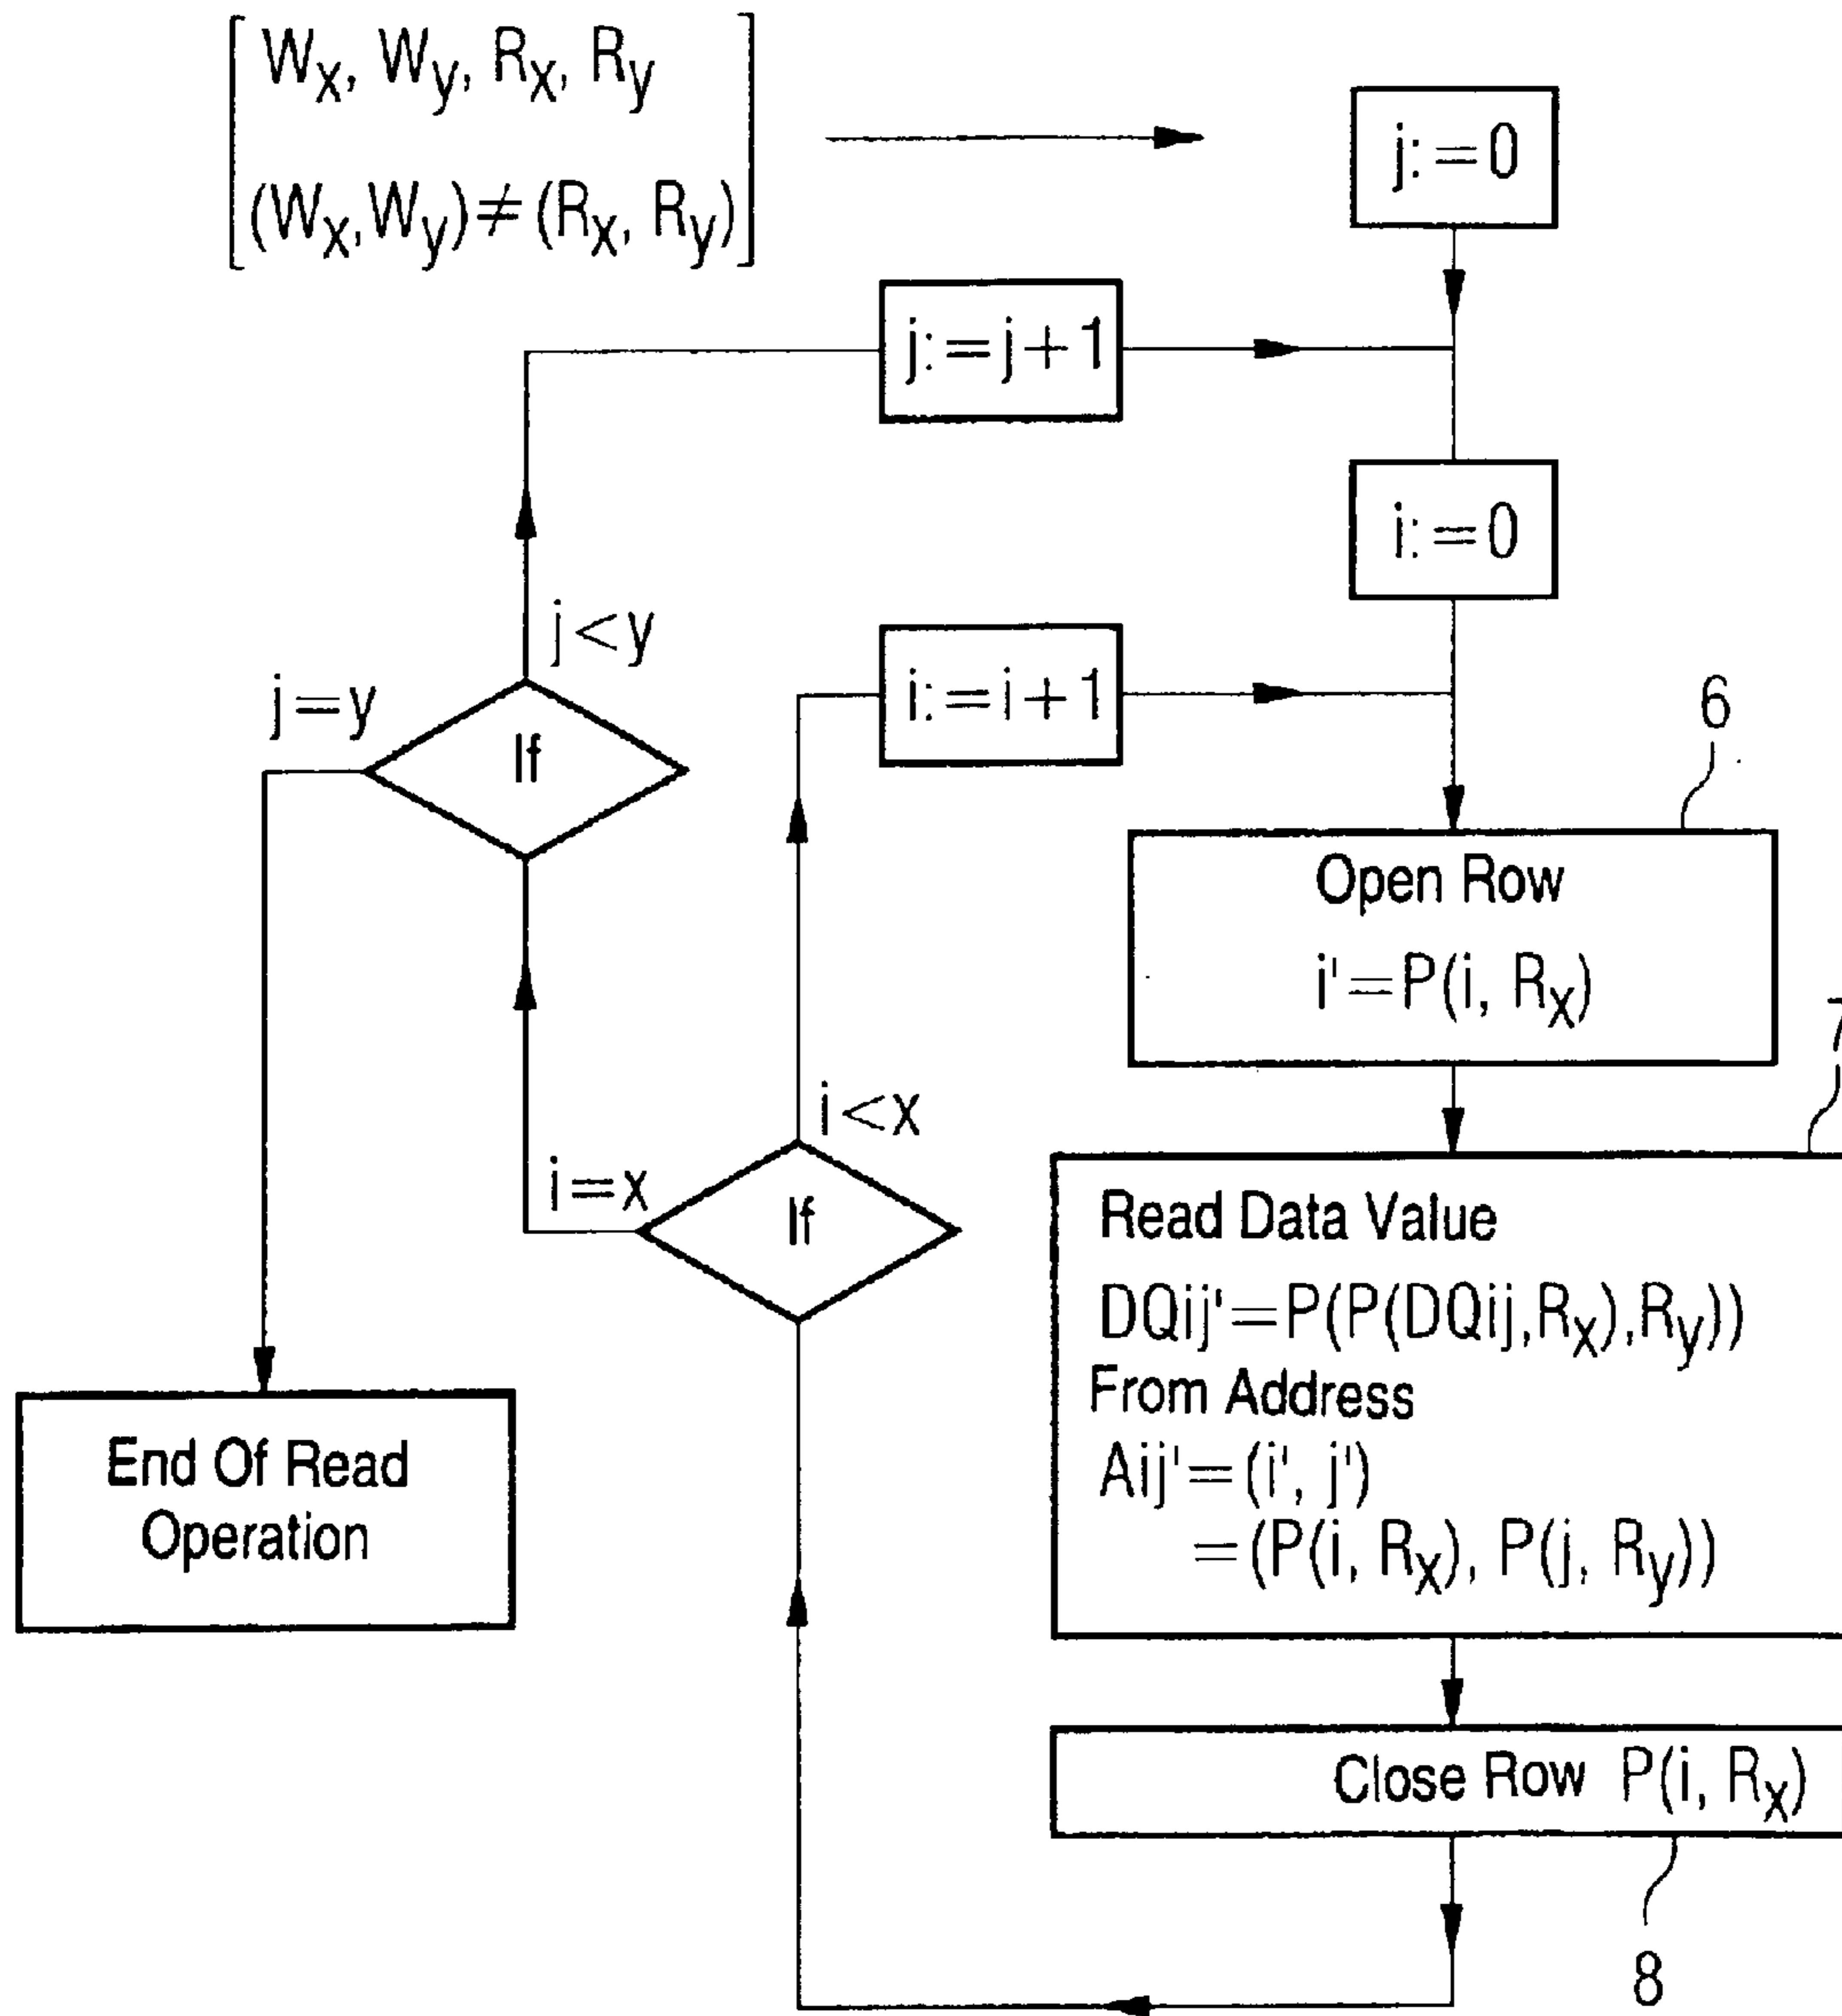 Wx, Wy, Rx, Ry
(Wx,Wy)≠(Rx, Ry)
j:=0
j:=j+1
i:=0
j<y
j=y
If
i:=i+1
6
Open Row
i'=P(i, Rx)
7
i<x
i=x
If
Read Data Value
DQij'=P(P(DQij,Rx),Ry))
From Address
Aij'=(i', j')
=(P(i, Rx), P(j, Ry))
End Of Read
Operation
Close Row P(i, Rx)
8